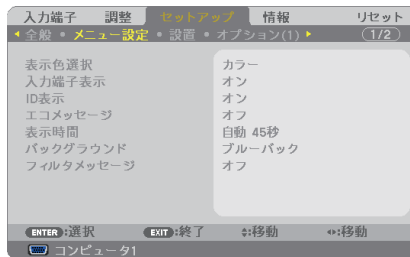 入力端子 調整 セットアップ 情報 リセット
全般 • メニュー設定 • 設置 • オプション(1) 1/2
表示色選択 カラー
入力端子表示 オン
ID表示 オン
エコメッセージ オフ
表示時間 自動 45秒
バックグラウンド ブルーバック
フィルタメッセージ オフ
ENTER:選択 EXIT:終了 :移動 :移動
コンピュータ1